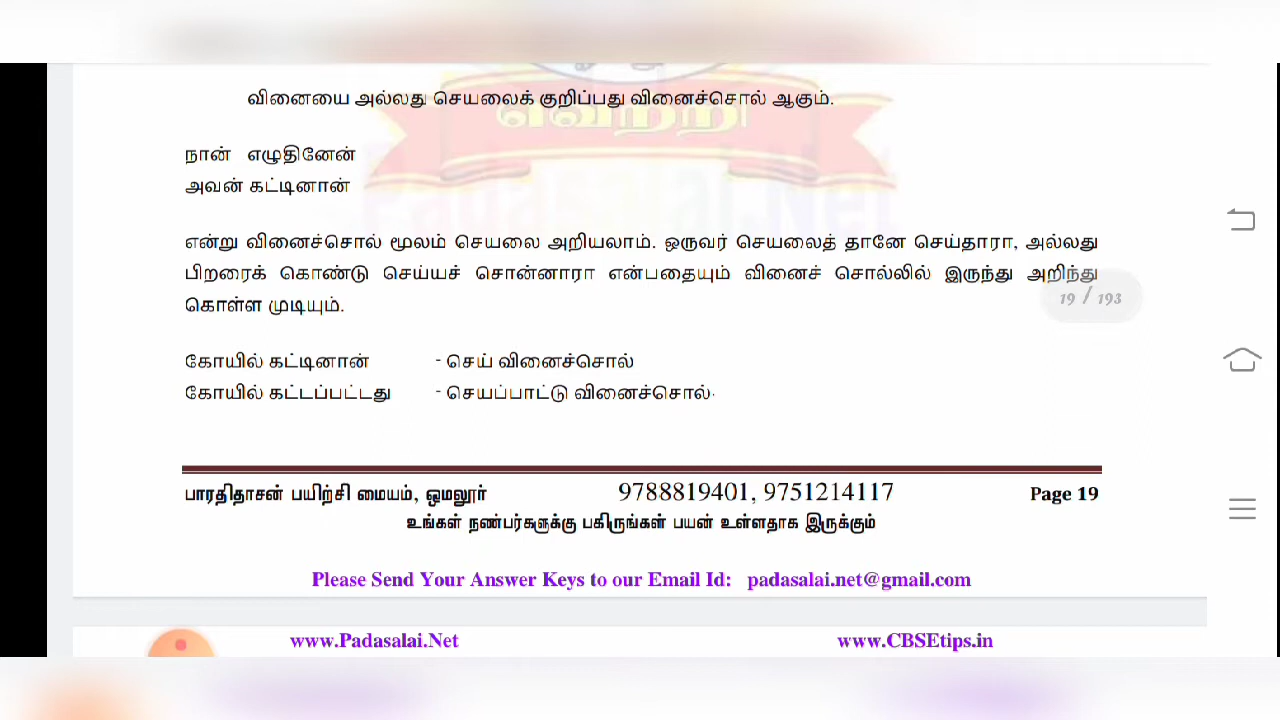 வினையை அல்லது செயலைக் குறிப்பது வினைச்சொல் ஆகும்.
வெற்றி
Padasalai.Net
நான் எழுதினேன்
அவன் கட்டினான்
என்று வினைச்சொல் மூலம் செயலை அறியலாம். ஒருவர் செயலைத் தானே செய்தாரா, அல்லது
பிறரைக் கொண்டு செய்யச் சொன்னாரா என்பதையும் வினைச் சொல்லில் இருந்து அறிந்து
19 / 193
கொள்ள முடியும்.
கோயில் கட்டினான் - செய் வினைச்சொல்
கோயில் கட்டப்பட்டது - செயப்பாட்டு வினைச்சொல்.
பாரதிதாசன் பயிற்சி மையம், ஓமலூர் 9788819401, 9751214117 Page 19
உங்கள் நண்பர்களுக்கு பகிருங்கள் பயன் உள்ளதாக இருக்கும்
Please Send Your Answer Keys to our Email Id: padasalai.net@gmail.com
www.Padasalai.Net www.CBSEtips.in